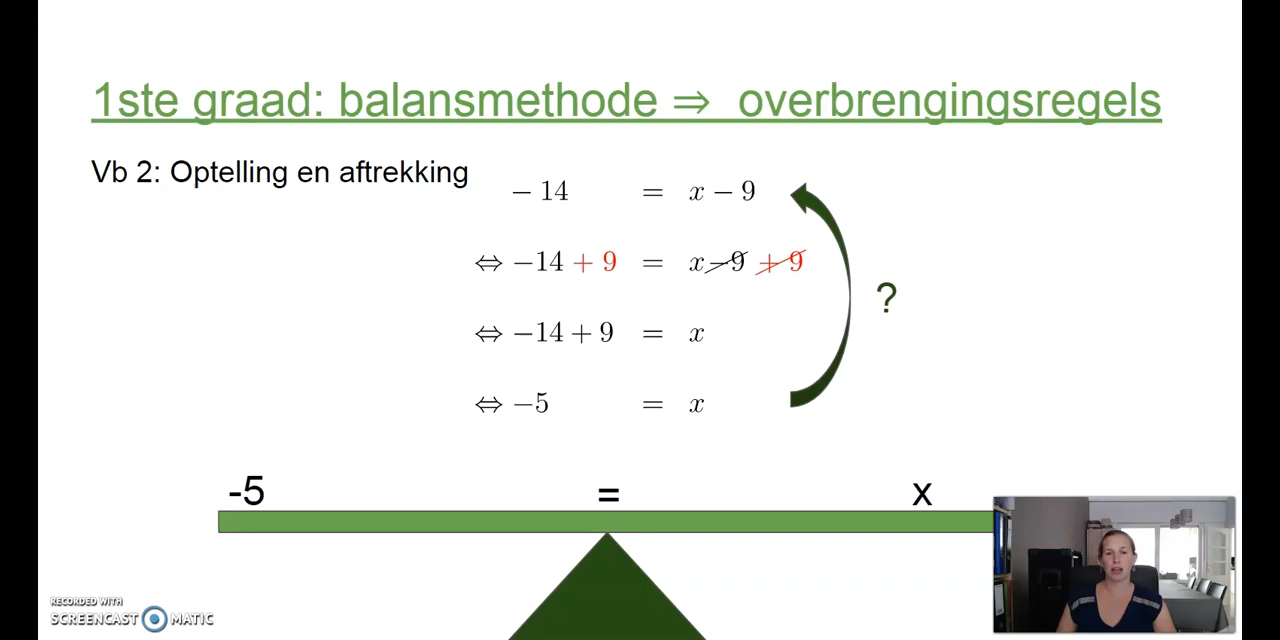 1ste graad: balansmethode ⇒ overbrengingsregels
Vb 2: Optelling en aftrekking
− 14 = x − 9
⇔ −14 + 9 = x −9 + 9
?
⇔ −14 + 9 = x
⇔ −5 = x
-5 = x
RECORDED WITH
SCREENCAST MATIC